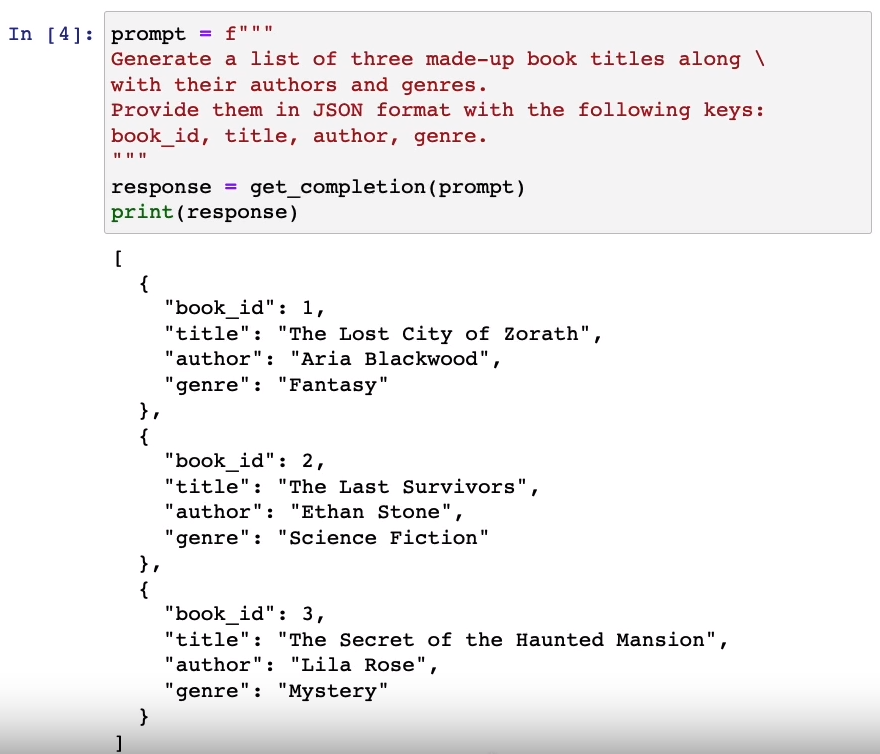 In [4]: prompt = f"""
Generate a list of three made-up book titles along \
with their authors and genres.
Provide them in JSON format with the following keys:
book_id, title, author, genre.
"""
response = get_completion(prompt)
print(response)
[
  {
    "book_id": 1,
    "title": "The Lost City of Zorath",
    "author": "Aria Blackwood",
    "genre": "Fantasy"
  },
  {
    "book_id": 2,
    "title": "The Last Survivors",
    "author": "Ethan Stone",
    "genre": "Science Fiction"
  },
  {
    "book_id": 3,
    "title": "The Secret of the Haunted Mansion",
    "author": "Lila Rose",
    "genre": "Mystery"
  }
]